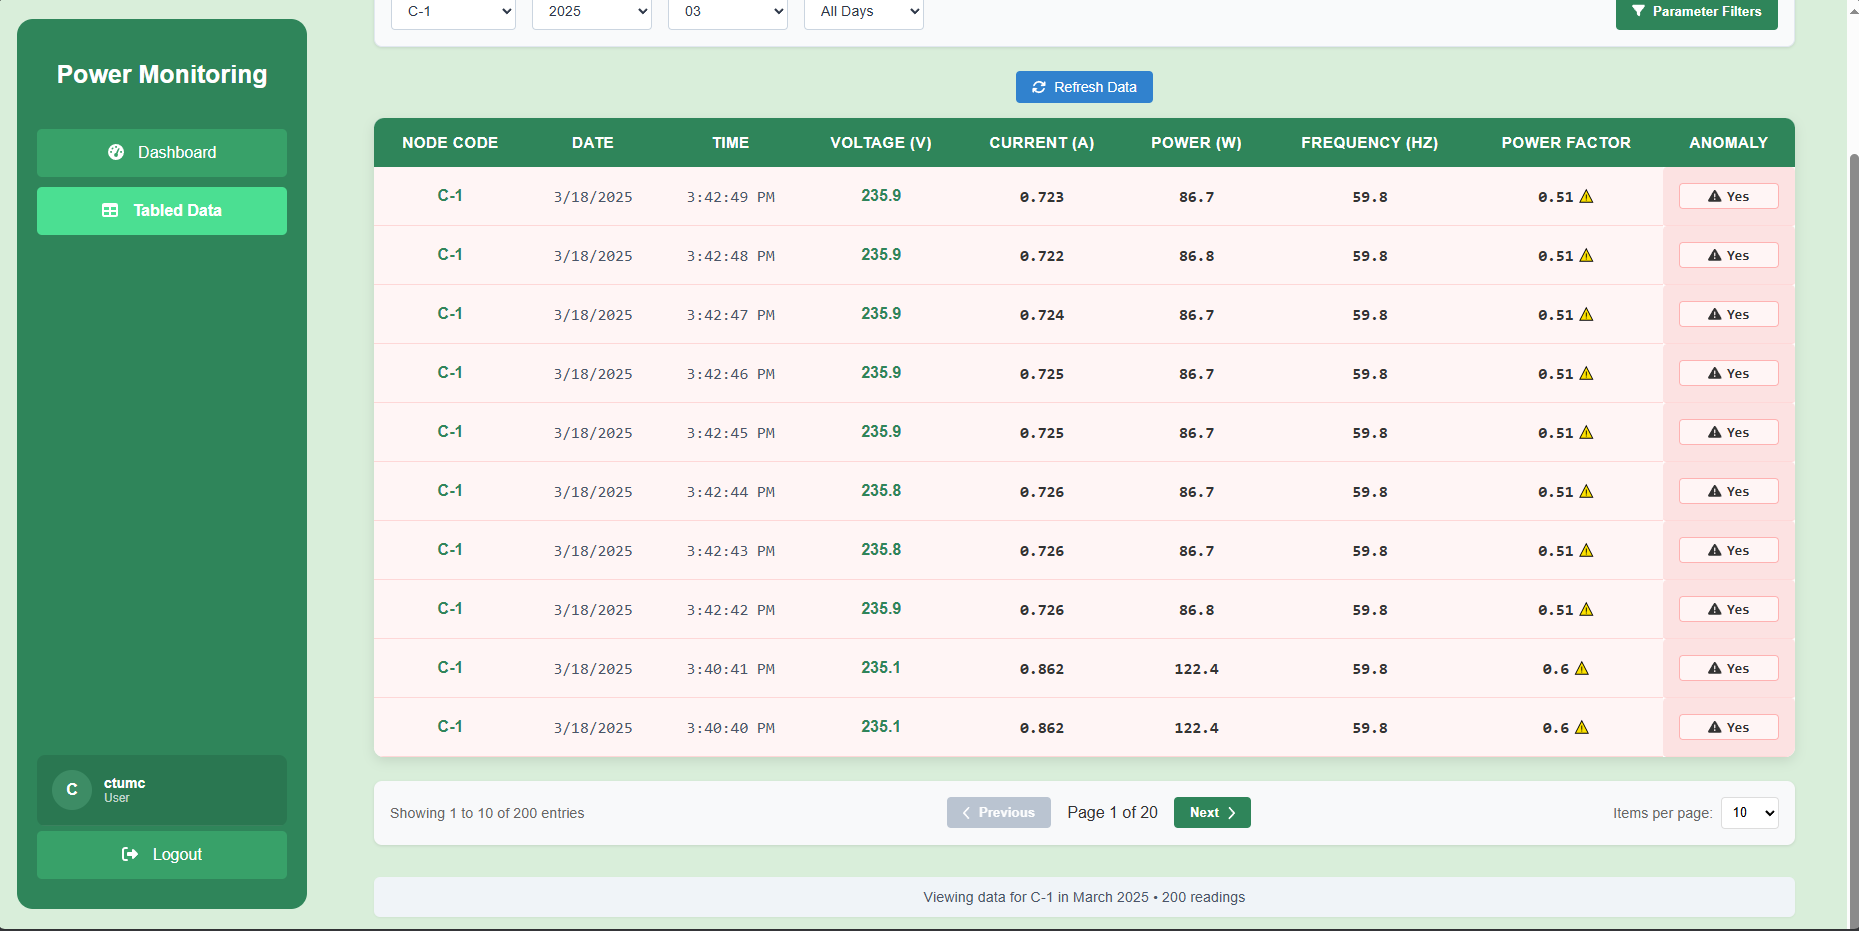 Power Monitoring
Dashboard
Tabled Data
ctumc
C
User
Logout
C-1 2025 03 All Days Parameter Filters
Refresh Data
NODE CODE DATE TIME VOLTAGE (V) CURRENT (A) POWER (W) FREQUENCY (HZ) POWER FACTOR ANOMALY
C-1 3/18/2025 3:42:49 PM 235.9 0.723 86.7 59.8 0.51 Yes
C-1 3/18/2025 3:42:48 PM 235.9 0.722 86.8 59.8 0.51 Yes
C-1 3/18/2025 3:42:47 PM 235.9 0.724 86.7 59.8 0.51 Yes
C-1 3/18/2025 3:42:46 PM 235.9 0.725 86.7 59.8 0.51 Yes
C-1 3/18/2025 3:42:45 PM 235.9 0.725 86.7 59.8 0.51 Yes
C-1 3/18/2025 3:42:44 PM 235.8 0.726 86.7 59.8 0.51 Yes
C-1 3/18/2025 3:42:43 PM 235.8 0.726 86.7 59.8 0.51 Yes
C-1 3/18/2025 3:42:42 PM 235.9 0.726 86.8 59.8 0.51 Yes
C-1 3/18/2025 3:40:41 PM 235.1 0.862 122.4 59.8 0.6 Yes
C-1 3/18/2025 3:40:40 PM 235.1 0.862 122.4 59.8 0.6 Yes
Showing 1 to 10 of 200 entries Previous Page 1 of 20 Next Items per page: 10
Viewing data for C-1 in March 2025 • 200 readings